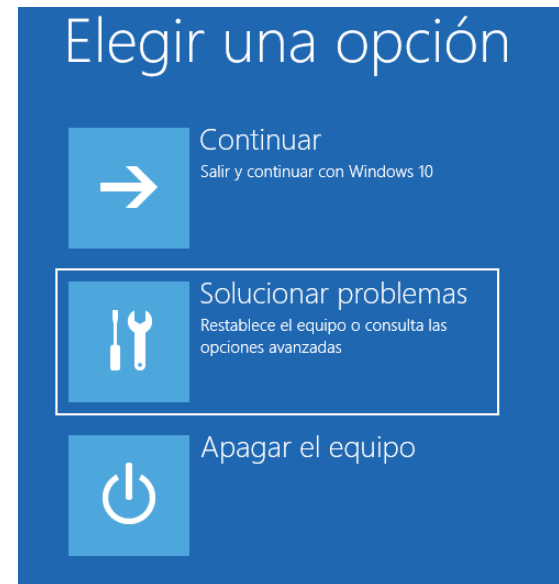 Elegir una opción
Continuar
Salir y continuar con Windows 10
Solucionar problemas
Restablece el equipo o consulta las
opciones avanzadas
Apagar el equipo